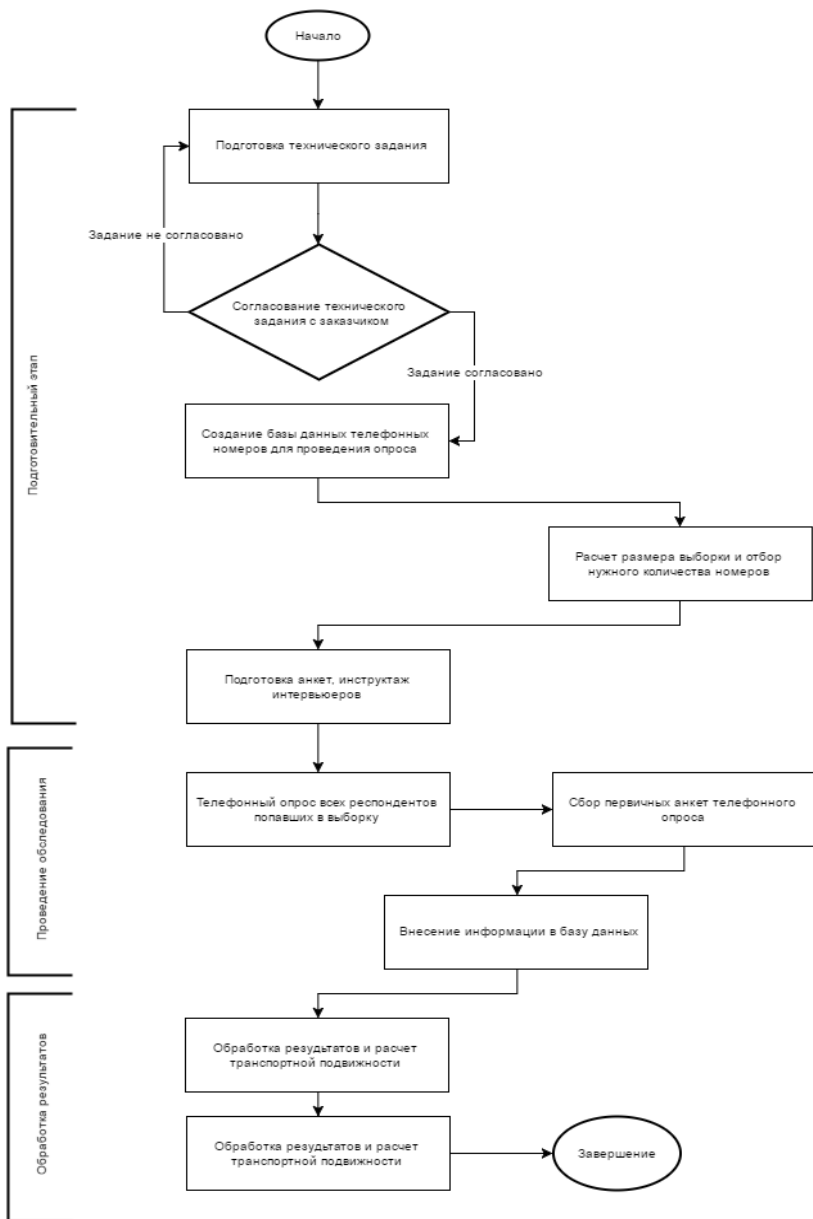 Начало
Подготовка технического задания
Задание не согласовано
Согласование технического
задания с заказчиком
Задание согласовано
Создание базы данных телефонных
номеров для проведения опроса
Расчет размера выборки и отбор
нужного количества номеров
Подготовка анкет, инструктаж
интервьюеров
Подготовительный этап
Телефонный опрос всех респондентов
попавших в выборку
Сбор первичных анкет телефонного
опроса
Внесение информации в базу данных
Проведение обследования
Обработка резудьтатов и расчет
транспортной подвижности
Обработка резудьтатов и расчет
транспортной подвижности
Завершение
Обработка результатов